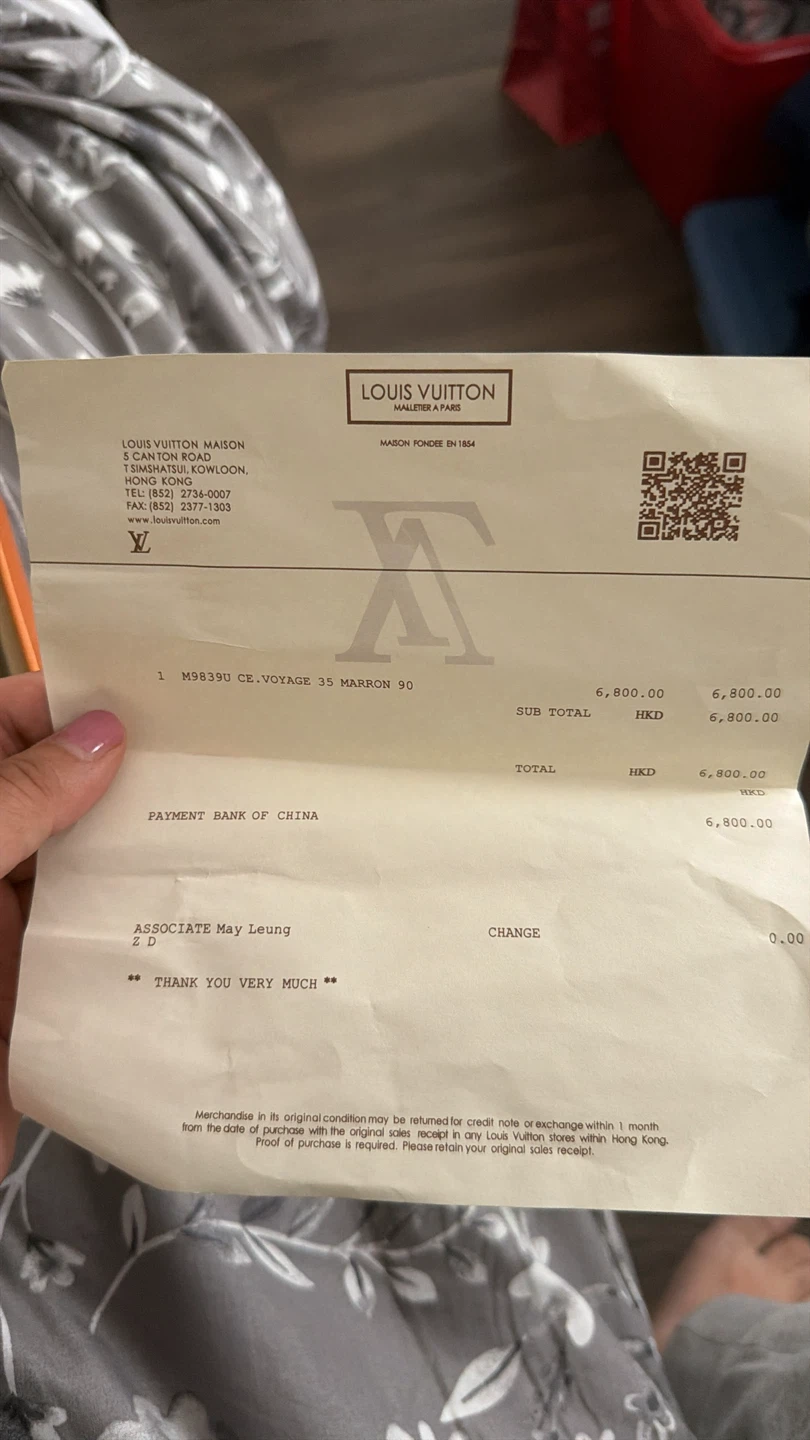 LOUIS VUITTON
MALLETIER A PARIS
MAISON FONDEE EN 1854
LOUIS VUITTON MAISON
5 CANTON ROAD
TSIMSHATSUI, KOWLOON,
HONG KONG
TEL: (852) 2736-0007
FAX: (852) 2377-1303
www.louisvuitton.com
LV
1 M9839U CE.VOYAGE 35 MARRON 90 6,800.00 6,800.00
SUB TOTAL HKD 6,800.00
TOTAL HKD 6,800.00
HKD
PAYMENT BANK OF CHINA 6,800.00
ASSOCIATE May Leung CHANGE 0.00
Z D
** THANK YOU VERY MUCH **
Merchandise in its original condition may be returned for credit note or exchange within 1 month
from the date of purchase with the original sales receipt in any Louis Vuitton stores within Hong Kong.
Proof of purchase is required. Please retain your original sales receipt.